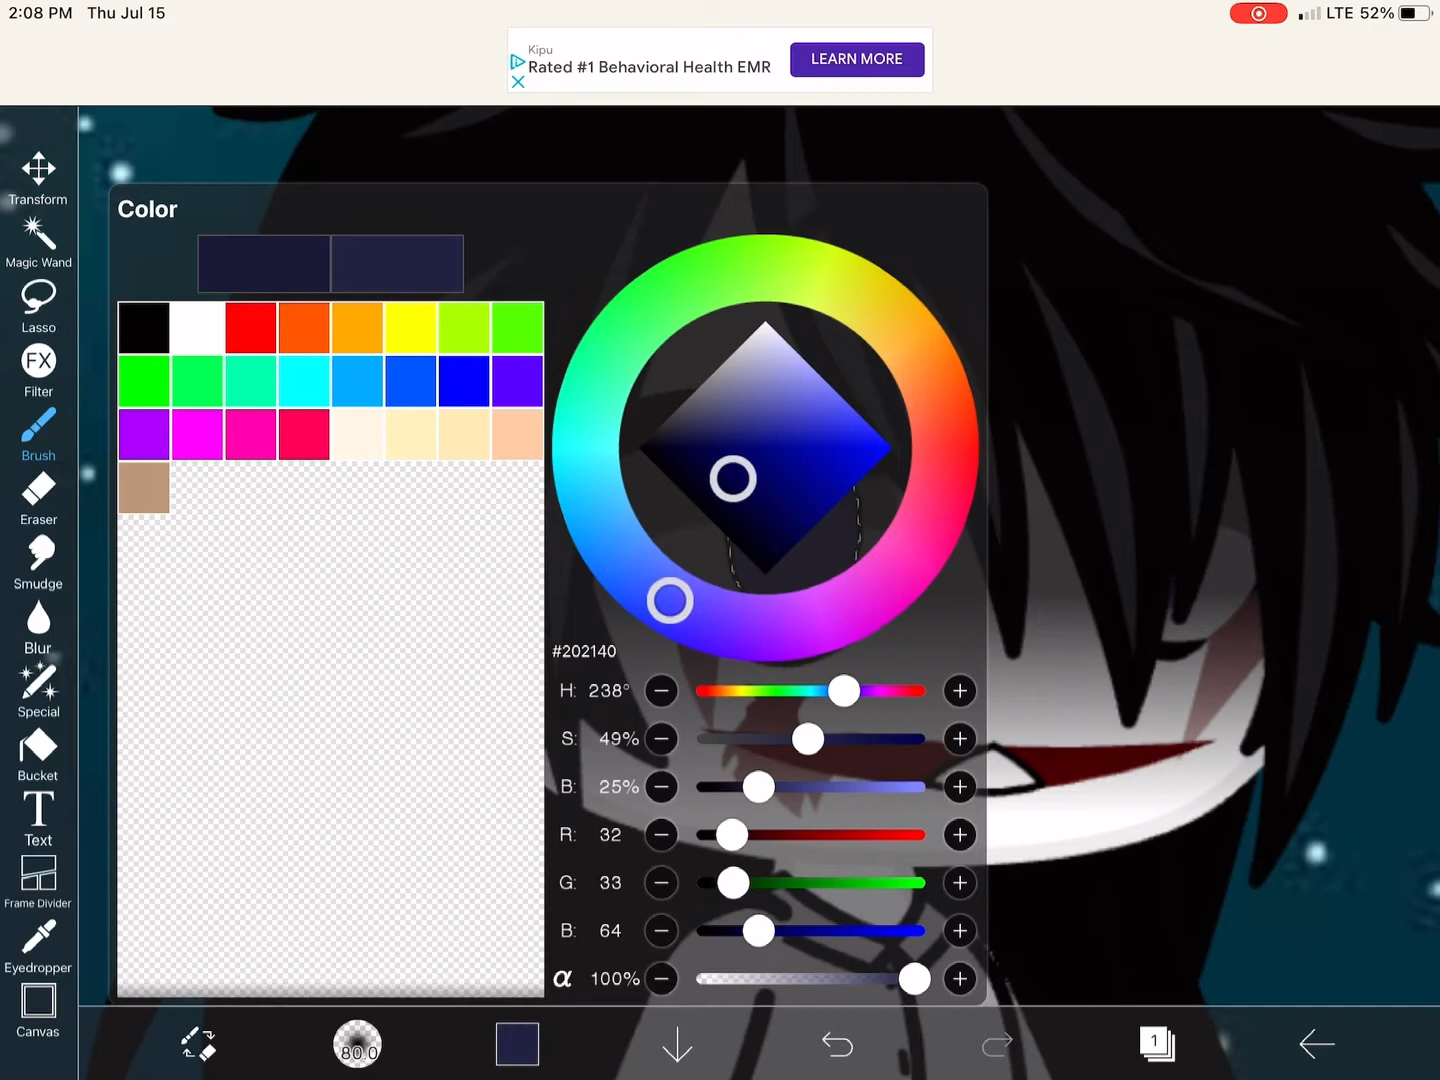 2:08 PM Thu Jul 15
LTE 52%
Kipu
Rated #1 Behavioral Health EMR
LEARN MORE
Transform
Magic Wand
Lasso
FX
Filter
Brush
Eraser
Smudge
Blur
Special
Bucket
T
Text
Frame Divider
Eyedropper
Canvas
Color
#202140
H: 238°
S: 49%
B: 25%
R: 32
G: 33
B: 64
α 100%
80.0
1